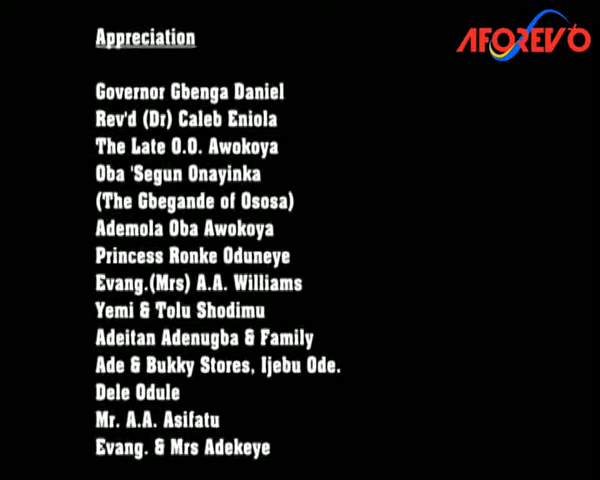 Appreciation
AFOREVO
Governor Gbenga Daniel
Rev'd (Dr) Caleb Eniola
The Late O.O. Awokoya
Oba 'Segun Onayinka
(The Gbegande of Ososa)
Ademola Oba Awokoya
Princess Ronke Oduneye
Evang.(Mrs) A.A. Williams
Yemi & Tolu Shodimu
Adeitan Adenugba & Family
Ade & Bukky Stores, Ijebu Ode.
Dele Odule
Mr. A.A. Asifatu
Evang. & Mrs Adekeye